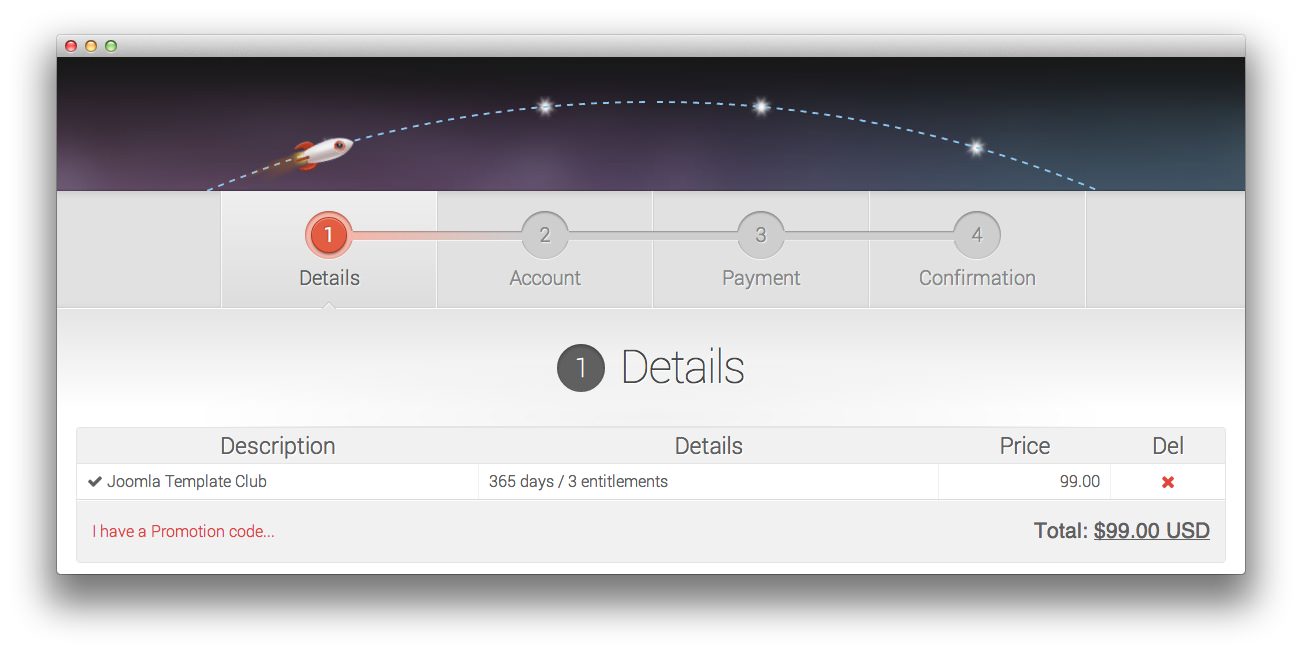 1 2 3 4
Details Account Payment Confirmation
1 Details
Description Details Price Del
Joomla Template Club 365 days / 3 entitlements 99.00
I have a Promotion code... Total: $99.00 USD